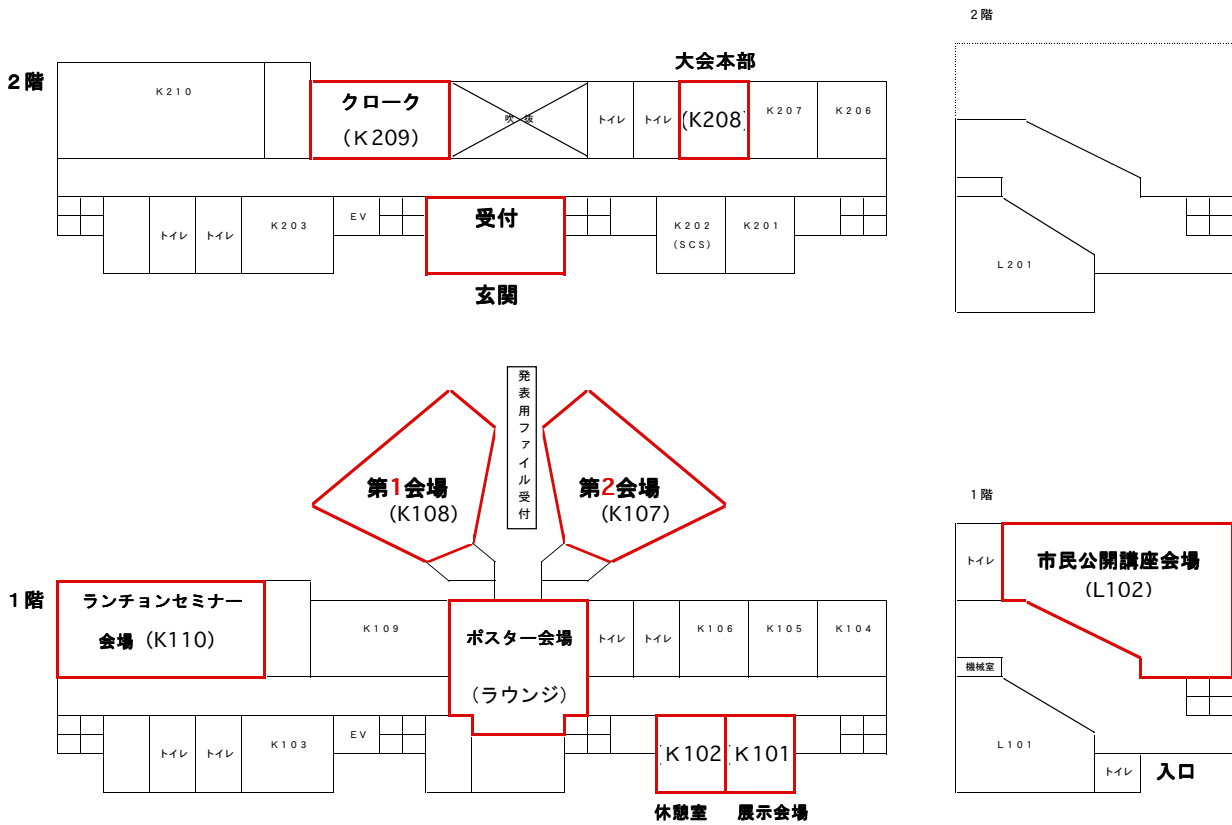 2階
2階
大会本部
K210
クローク
(K209)
吹 抜
トイレ
トイレ
(K208)
K207
K206
トイレ
トイレ
K203
EV
受付
K202
(SCS)
K201
玄関
L201
発表用ファイル受付
第1会場
(K108)
第2会場
(K107)
1階
トイレ
市民公開講座会場
(L102)
1階
ランチョンセミナー
会場 (K110)
K109
ポスター会場
(ラウンジ)
トイレ
トイレ
K106
K105
K104
機械室
トイレ
トイレ
K103
EV
K102
K101
L101
トイレ
入口
休憩室
展示会場